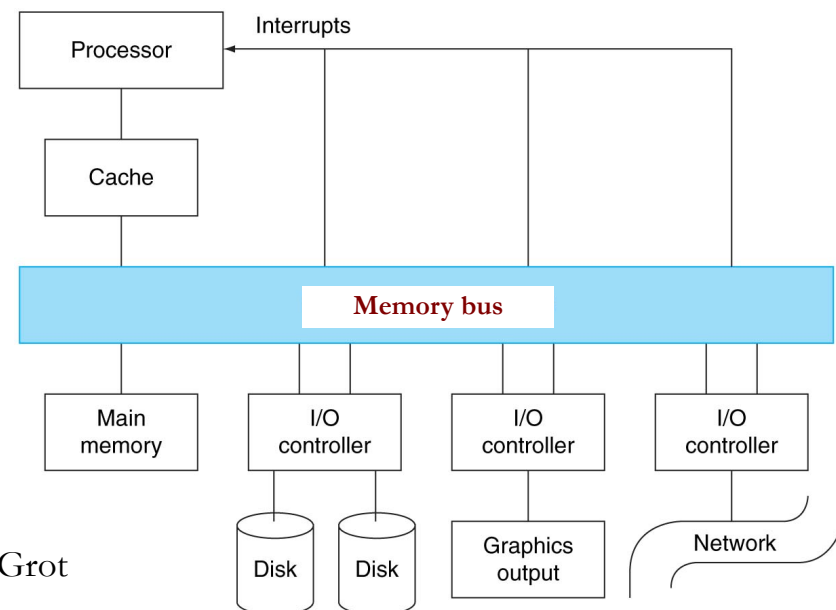 Interrupts
Processor
Cache
Memory bus
Main
memory
I/O
controller
I/O
controller
I/O
controller
Disk
Disk
Graphics
output
Network
Grot